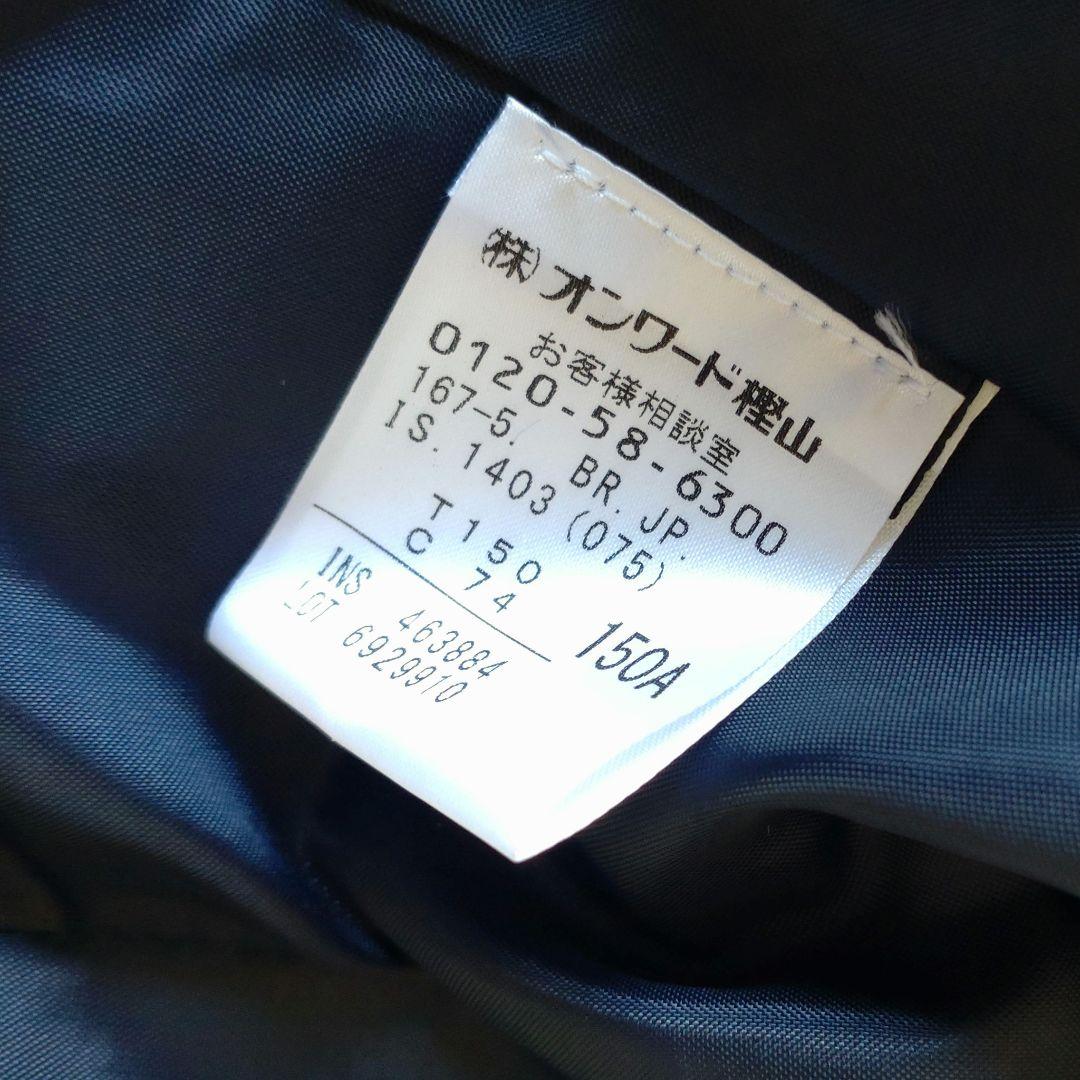 (株)オンワード樫山
お客様相談室
0120-58-6300
167-5. BR. JP.
IS. 1403 (075)
T 150
C 74
150A
INS 463884
LOT 6929910